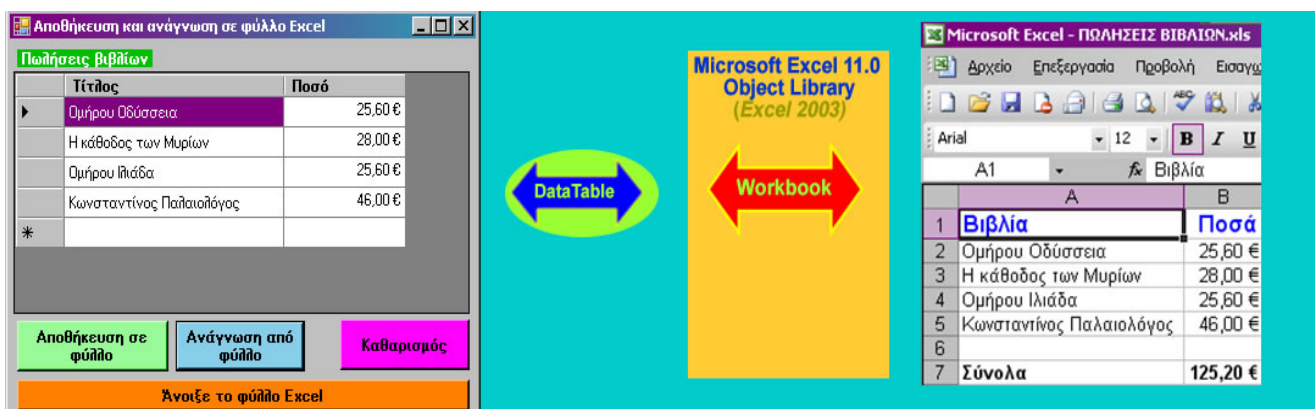 Αποθήκευση και ανάγνωση σε φύλλο Excel
Πωλήσεις βιβλίων
Τίτλος Ποσό
Ομήρου Οδύσσεια 25,60 €
Η κάθοδος των Μυρίων 28,00 €
Ομήρου Ιλιάδα 25,60 €
Κωνσταντίνος Παλαιολόγος 46,00 €
Αποθήκευση σε
φύλλο
Ανάγνωση από
φύλλο
Καθαρισμός
Άνοιξε το φύλλο Excel
DataTable
Microsoft Excel 11.0
Object Library
(Excel 2003)
Workbook
Microsoft Excel - ΠΩΛΗΣΕΙΣ ΒΙΒΛΙΩΝ.xls
Αρχείο Επεξεργασία Προβολή Εισαγω
Arial 12 B I U
A1 fx Βιβλία
A B
1 Βιβλία Ποσά
2 Ομήρου Οδύσσεια 25,60 €
3 Η κάθοδος των Μυρίων 28,00 €
4 Ομήρου Ιλιάδα 25,60 €
5 Κωνσταντίνος Παλαιολόγος 46,00 €
6
7 Σύνολα 125,20 €